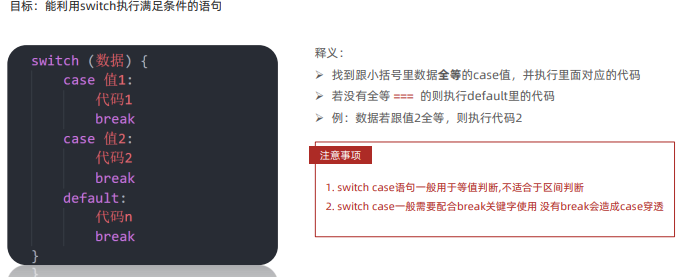 目标：能利用switch执行满足条件的语句
switch (数据) {
case 值1:
代码1
break
case 值2:
代码2
break
default:
代码n
break
}
释义：
找到跟小括号里数据全等的case值，并执行里面对应的代码
若没有全等 === 的则执行default里的代码
例：数据若跟值2全等，则执行代码2
注意事项
1. switch case语句一般用于等值判断,不适合于区间判断
2. switch case一般需要配合break关键字使用 没有break会造成case穿透